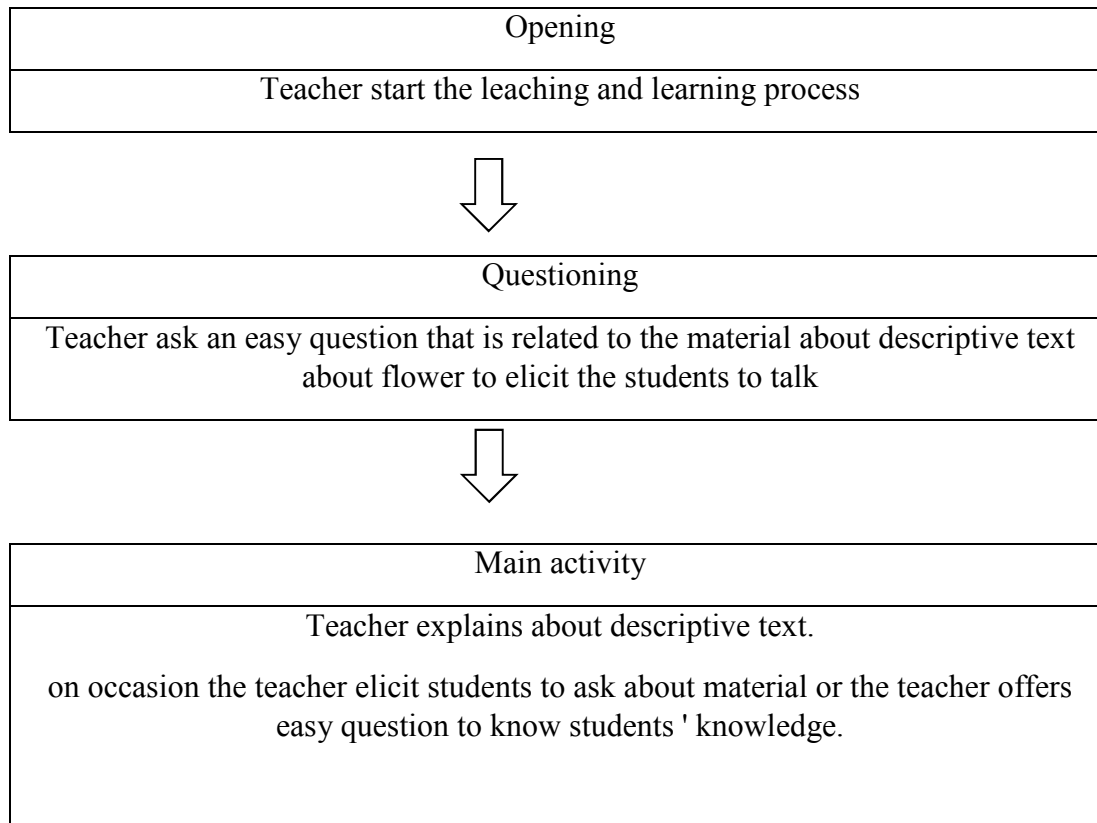 Opening
Teacher start the leaching and learning process
Questioning
Teacher ask an easy question that is related to the material about descriptive text
about flower to elicit the students to talk
Main activity
Teacher explains about descriptive text.
on occasion the teacher elicit students to ask about material or the teacher offers
easy question to know students ' knowledge.